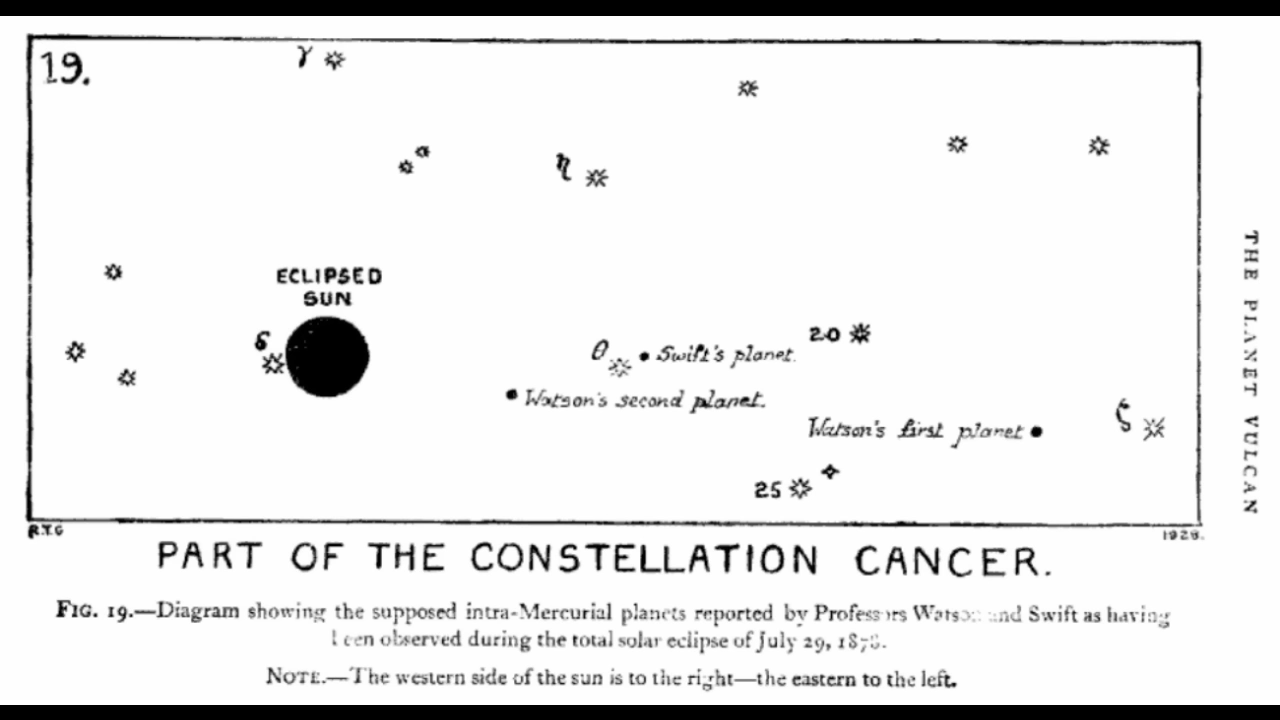 19.
γ
η
ECLIPSED
SUN
δ
θ
Swift's planet.
20
Watson's second planet.
Watson's first planet
ζ
25
R.T.G
1928.
PART OF THE CONSTELLATION CANCER.
FIG. 19.—Diagram showing the supposed intra-Mercurial planets reported by Professors Watson and Swift as having
been observed during the total solar eclipse of July 29, 1878.
NOTE.—The western side of the sun is to the right—the eastern to the left.
THE PLANET VULCAN